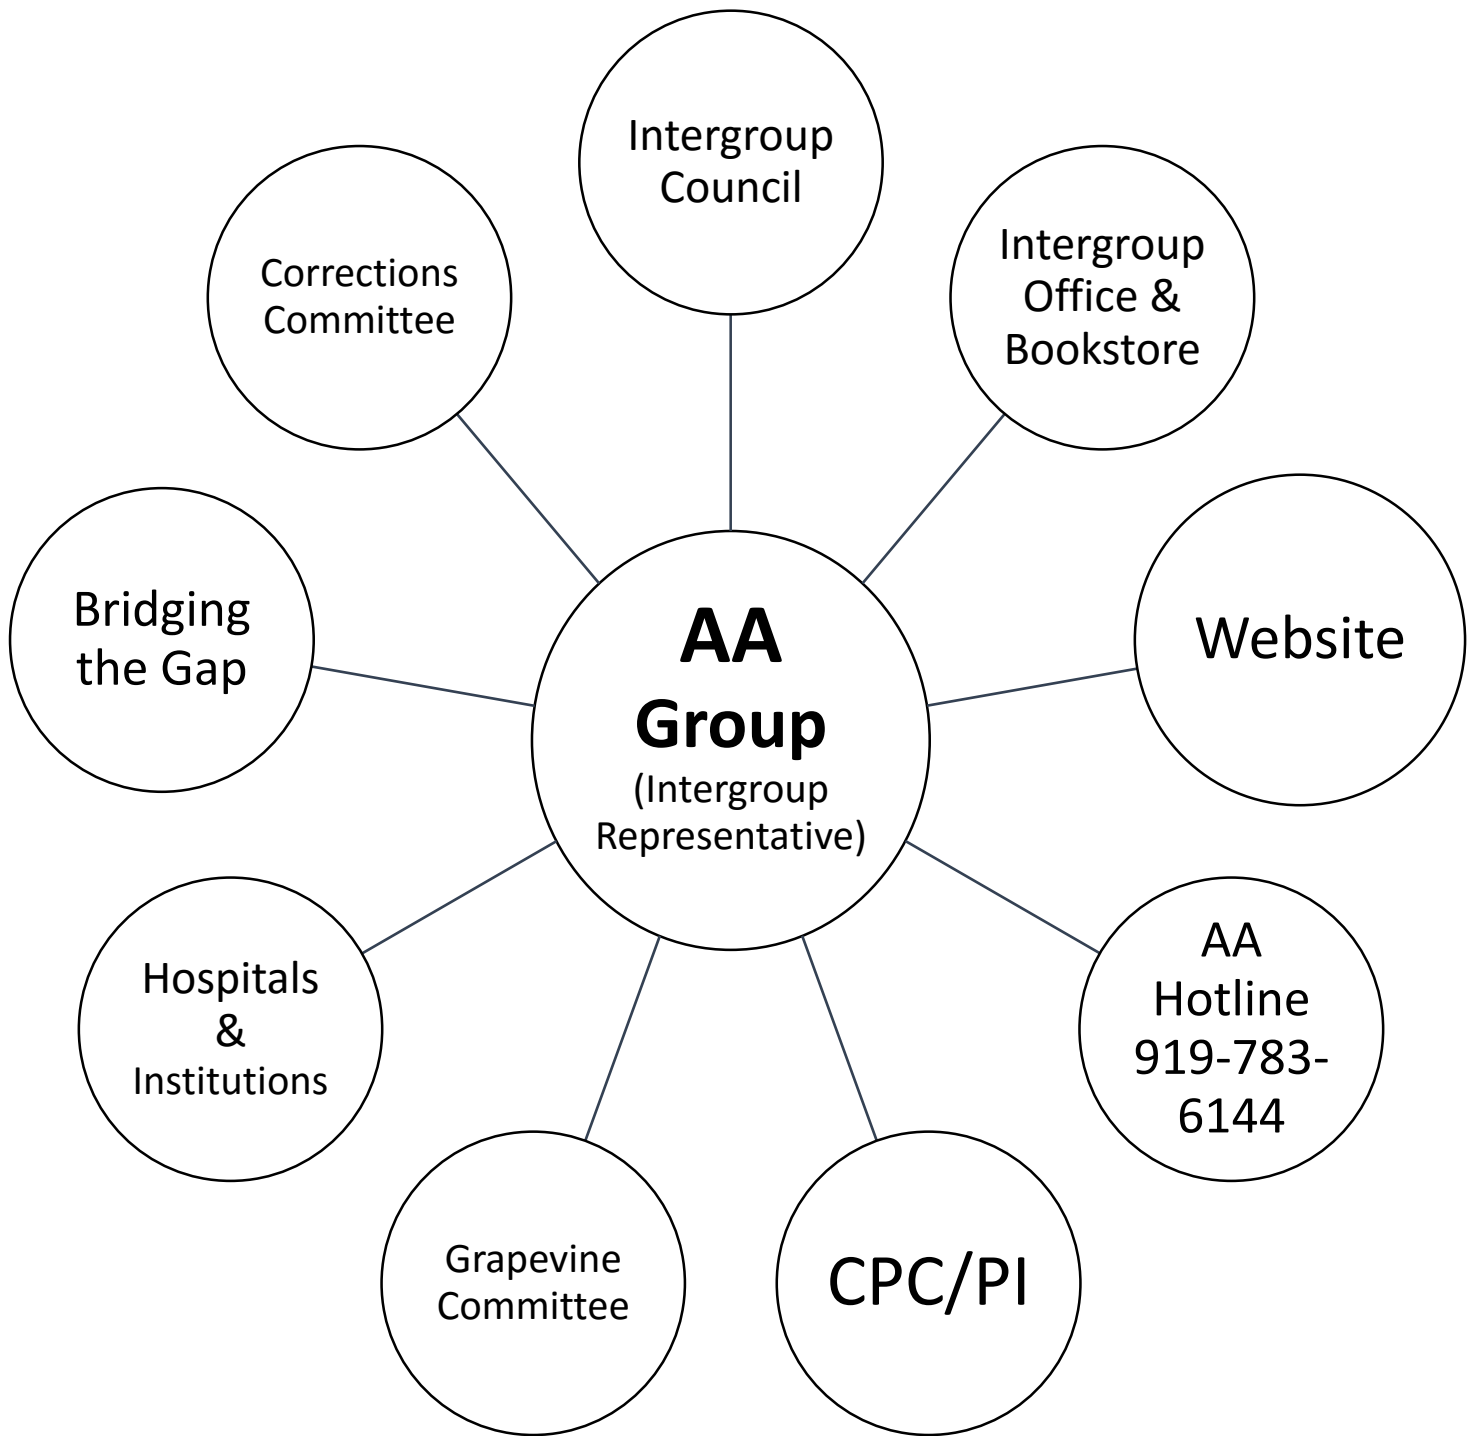 Intergroup
Council
Intergroup
Office &
Bookstore
Website
AA
Hotline
919-783-
6144
CPC/PI
Grapevine
Committee
Hospitals
&
Institutions
Bridging
the Gap
Corrections
Committee
AA
Group
(Intergroup
Representative)